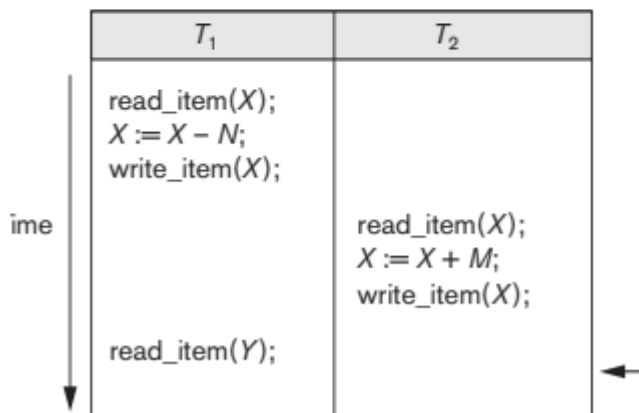 T₁ T₂
read_item(X);
X := X – N;
write_item(X);
ime
read_item(X);
X := X + M;
write_item(X);
read_item(Y);